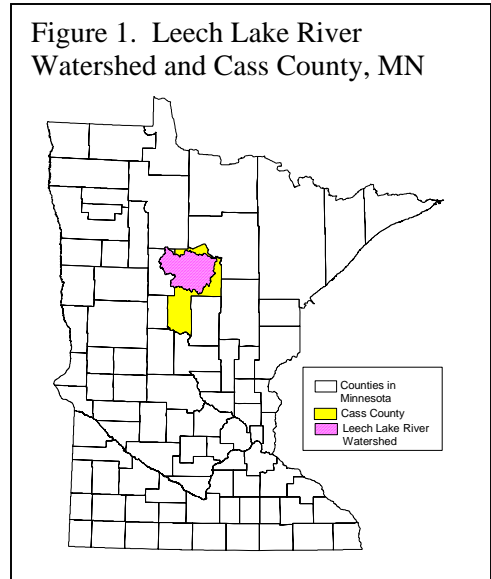 Figure 1.  Leech Lake River
Watershed and Cass County, MN
Counties in
Minnesota
Cass County
Leech Lake River
Watershed